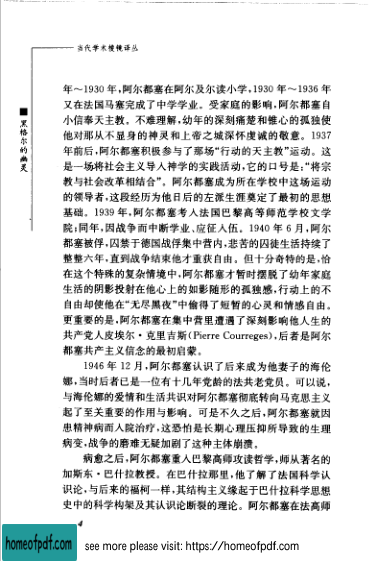 当代学术棱镜译丛
黑格尔的幽灵
年～1930 年,阿尔都塞在阿尔及尔读小学,1930 年～1936 年
又在法国马塞完成了中学学业。受家庭的影响,阿尔都塞自
小信奉天主教。不难理解,幼年的深刻痛楚和锥心的孤独使
他对那从不显身的神灵和上帝之城深怀虔诚的敬意。1937
年前后,阿尔都塞积极参与了那场“行动的天主教”运动。这
是一场将社会主义导入神学的实践活动,它的口号是:“将宗
教与社会改革相结合”。阿尔都塞成为所在学校中这场运动
的领导者,这段经历为他日后的左派生涯奠定了最初的思想
基础。1939 年,阿尔都塞考入法国巴黎高等师范学校文学
院;同年,因战争而中断学业、应征入伍。1940 年 6 月,阿尔
都塞被俘,囚禁于德国战俘集中营内,悲苦的囚徒生活持续了
整整六年,直到战争结束他才重获自由。但十分奇特的是,恰
在这个特殊的复杂情境中,阿尔都塞才暂时摆脱了幼年家庭
生活的阴影投射在他心上的如影随形的孤独感,行动上的不
自由却使他在“无尽黑夜”中偷得了短暂的心灵和情感自由。
更重要的是,阿尔都塞在集中营里遭遇了深刻影响他人生的
共产党人皮埃尔·克里吉斯(Pierre Courreges),后者是阿尔
都塞共产主义信念的最初启蒙。
1946 年 12 月,阿尔都塞认识了后来成为他妻子的海伦
娜,当时后者已是一位有十几年党龄的法共老党员。可以说,
与海伦娜的爱情和生活共识对阿尔都塞彻底转向马克思主义
起了至关重要的作用与影响。可是不久之后,阿尔都塞就因
患精神病而入院治疗,这恐怕是长期心理压抑所导致的生理
病变,战争的磨难无疑加剧了这种主体崩溃。
病愈之后,阿尔都塞重入巴黎高师攻读哲学,师从著名的
加斯东·巴什拉教授。在巴什拉那里,他了解了法国科学认
识论,与后来的福柯一样,其结构主义缘起于巴什拉科学思想
史中的科学构架及其认识论断裂的理论。阿尔都塞在法高师
4
homeofpdf.com
see more please visit: https://homeofpdf.com